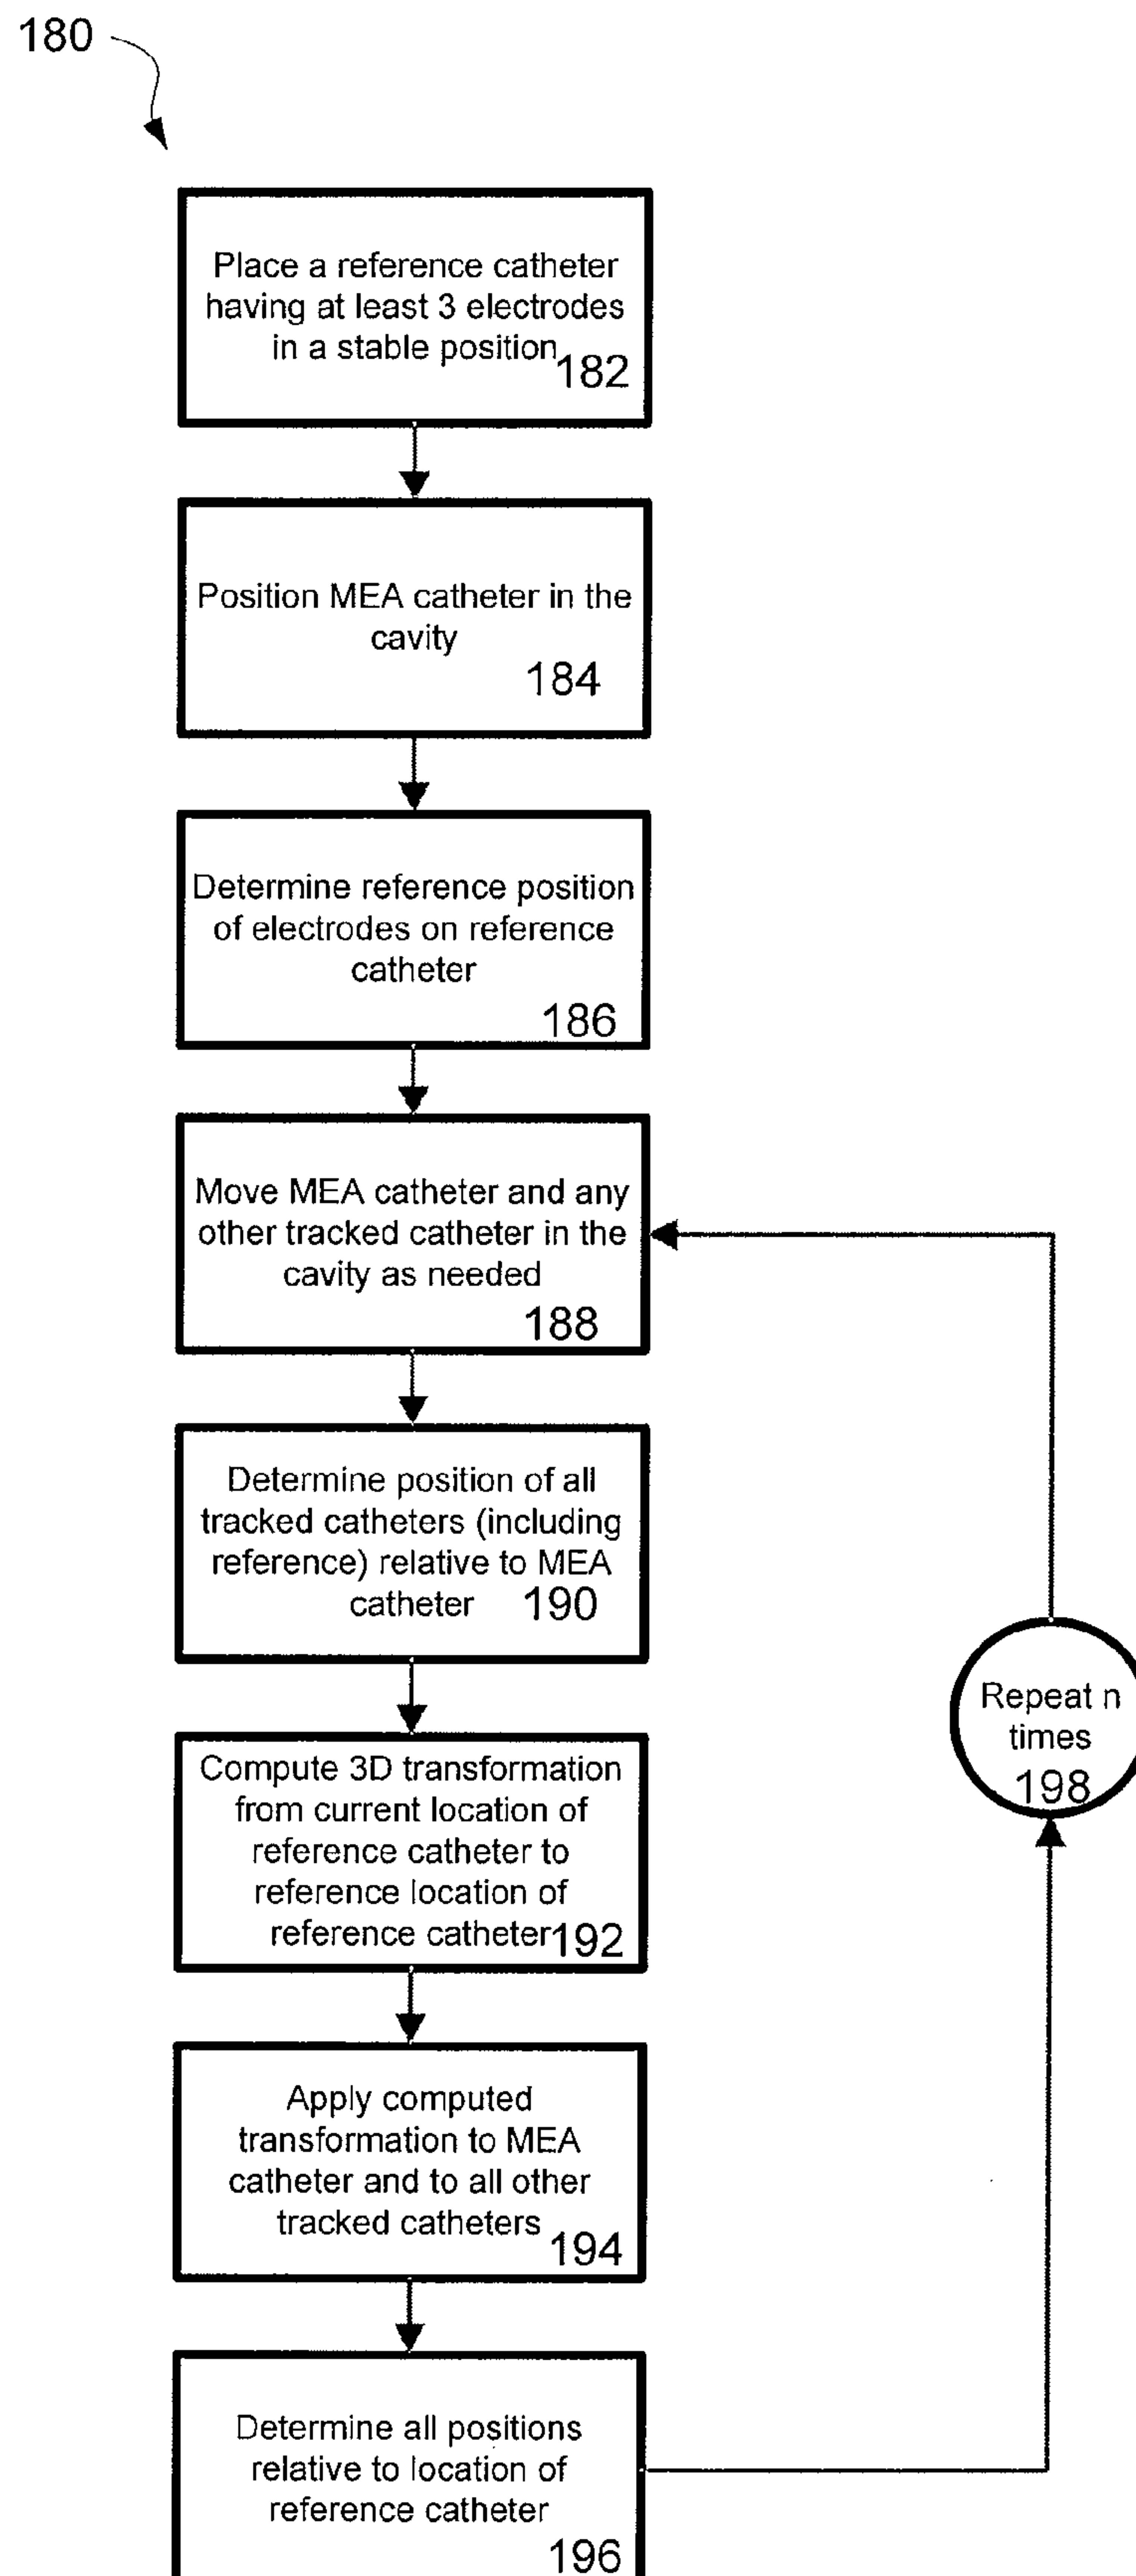 180
Place a reference catheter
having at least 3 electrodes
in a stable position
182
Position MEA catheter in the
cavity
184
Determine reference position
of electrodes on reference
catheter
186
Move MEA catheter and any
other tracked catheter in the
cavity as needed
188
Determine position of all
tracked catheters (including
reference) relative to MEA
catheter 190
Compute 3D transformation
from current location of
reference catheter to
reference location of
reference catheter 192
Apply computed
transformation to MEA
catheter and to all other
tracked catheters
194
Determine all positions
relative to location of
reference catheter
196
Repeat n
times
198